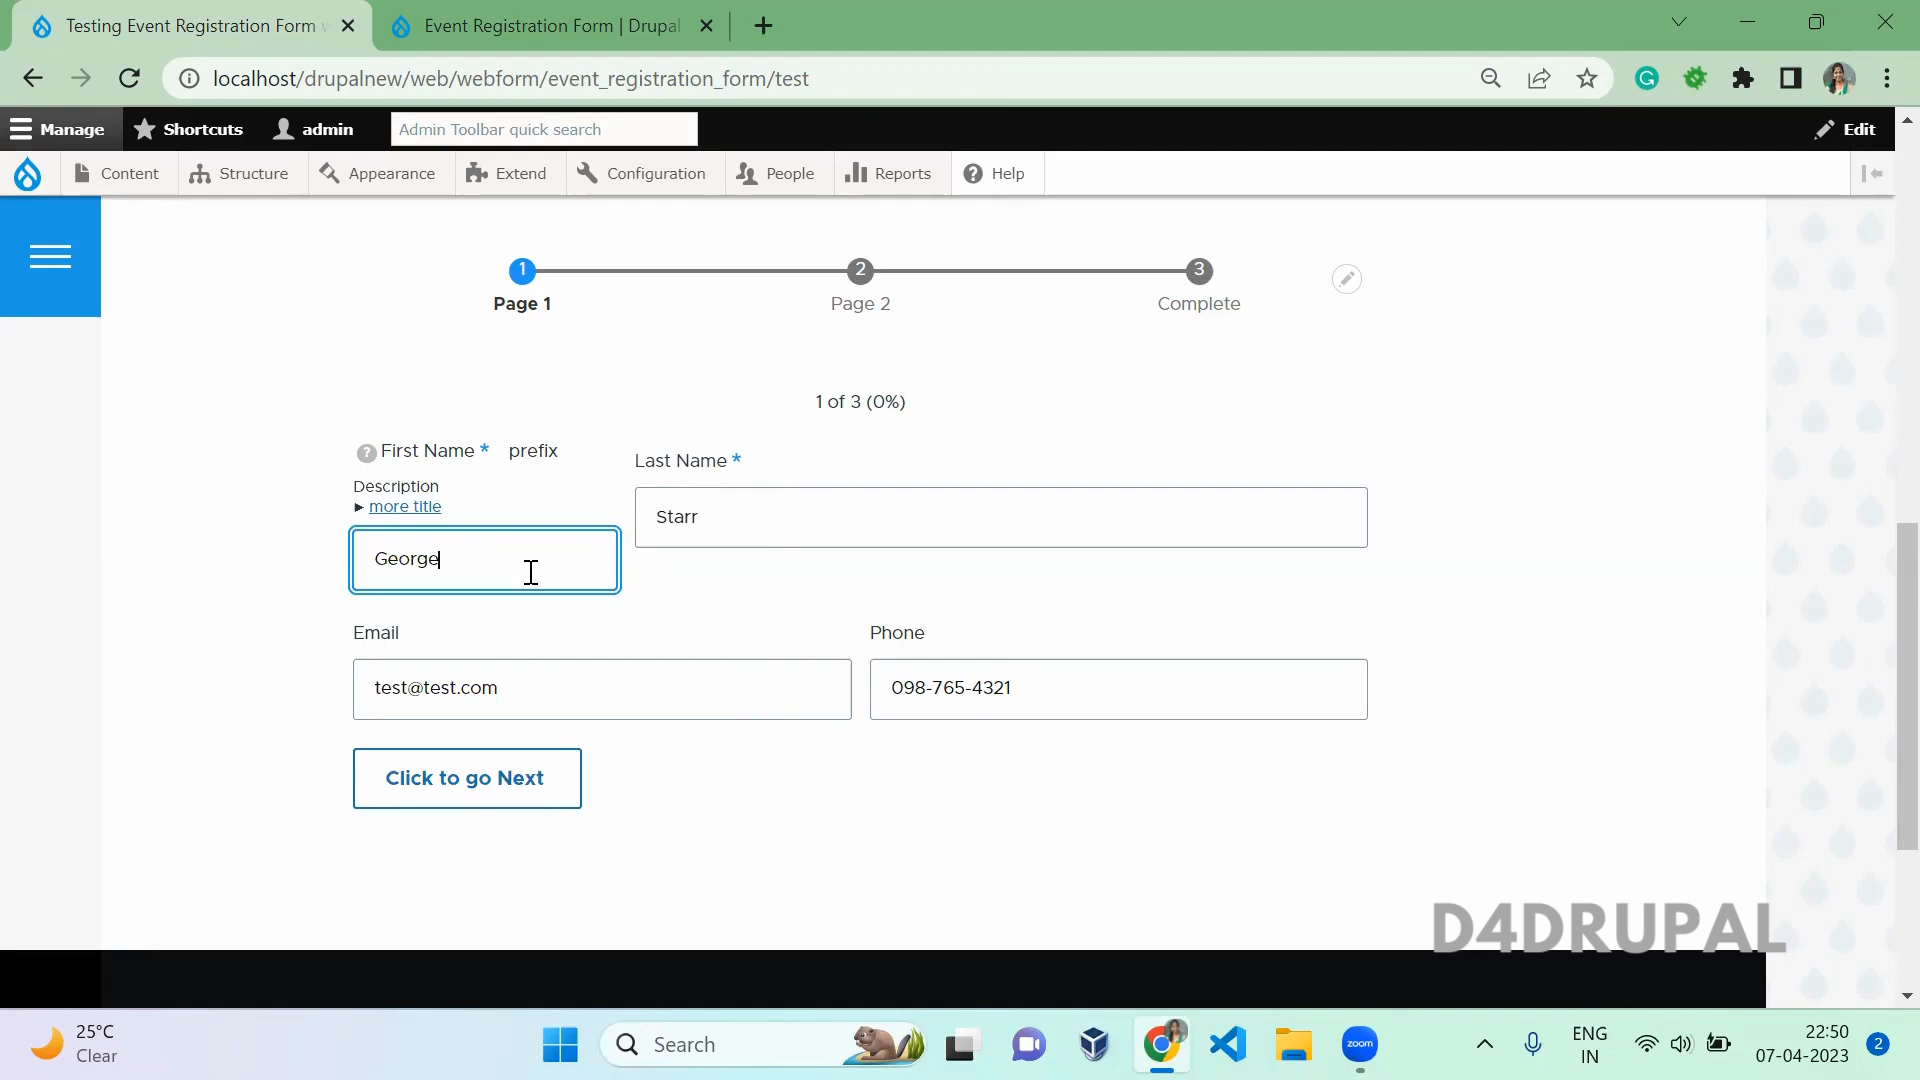 Testing Event Registration Form w
Event Registration Form | Drupal
localhost/drupalnew/web/webform/event_registration_form/test
Manage
Shortcuts
admin
Admin Toolbar quick search
Edit
Content
Structure
Appearance
Extend
Configuration
People
Reports
Help
1
2
3
Page 1
Page 2
Complete
1 of 3 (0%)
First Name * prefix
Last Name *
Description
more title
Starr
George
Email
Phone
test@test.com
098-765-4321
Click to go Next
D4DRUPAL
25°C
Clear
Search
zoom
ENG
IN
22:50
07-04-2023
2